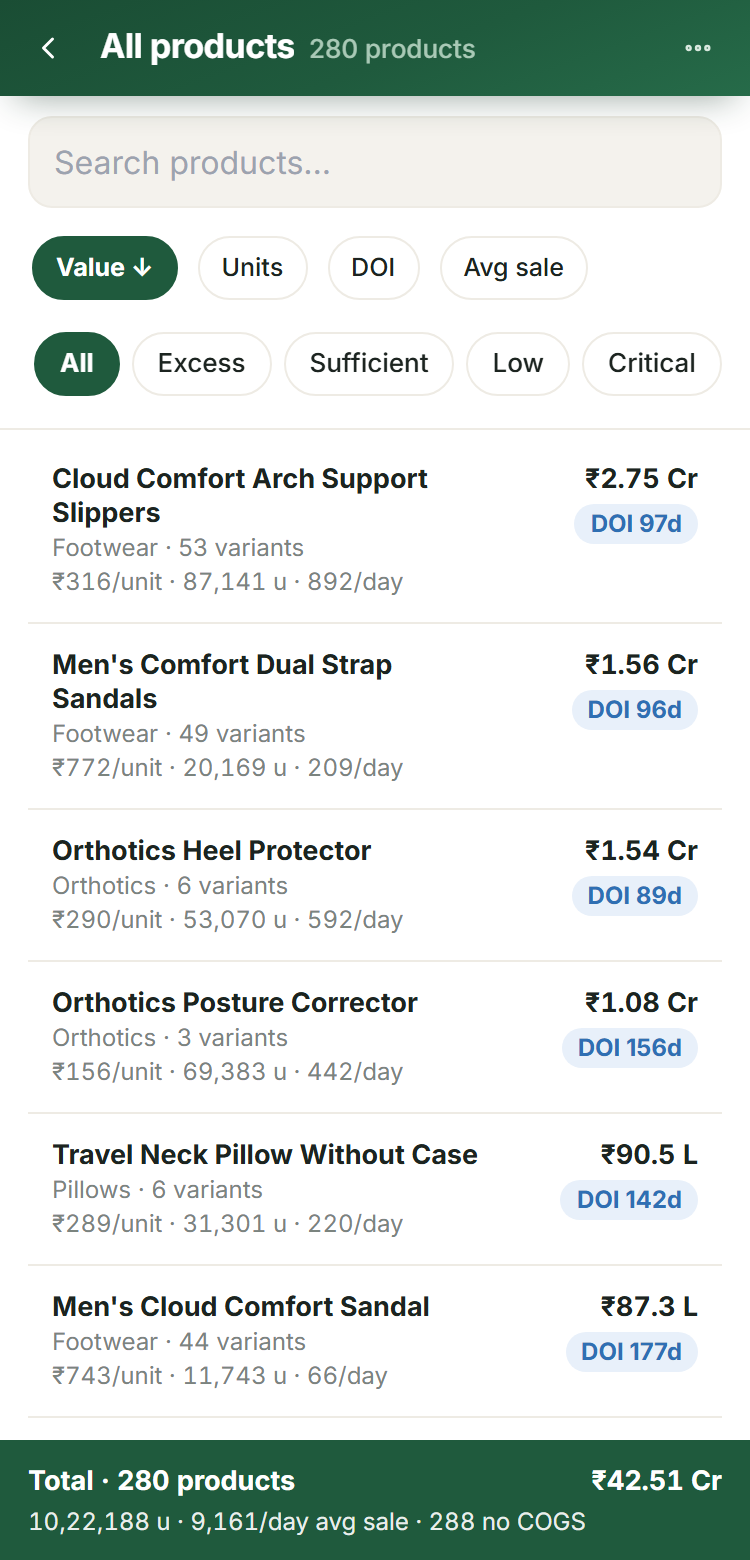 All products 280 products
Search products...
Value ↓ Units DOI Avg sale
All Excess Sufficient Low Critical
Cloud Comfort Arch Support
Slippers
₹2.75 Cr
DOI 97d
Footwear · 53 variants
₹316/unit · 87,141 u · 892/day
Men's Comfort Dual Strap
Sandals
₹1.56 Cr
DOI 96d
Footwear · 49 variants
₹772/unit · 20,169 u · 209/day
Orthotics Heel Protector
₹1.54 Cr
DOI 89d
Orthotics · 6 variants
₹290/unit · 53,070 u · 592/day
Orthotics Posture Corrector
₹1.08 Cr
DOI 156d
Orthotics · 3 variants
₹156/unit · 69,383 u · 442/day
Travel Neck Pillow Without Case
₹90.5 L
DOI 142d
Pillows · 6 variants
₹289/unit · 31,301 u · 220/day
Men's Cloud Comfort Sandal
₹87.3 L
DOI 177d
Footwear · 44 variants
₹743/unit · 11,743 u · 66/day
Total · 280 products ₹42.51 Cr
10,22,188 u · 9,161/day avg sale · 288 no COGS